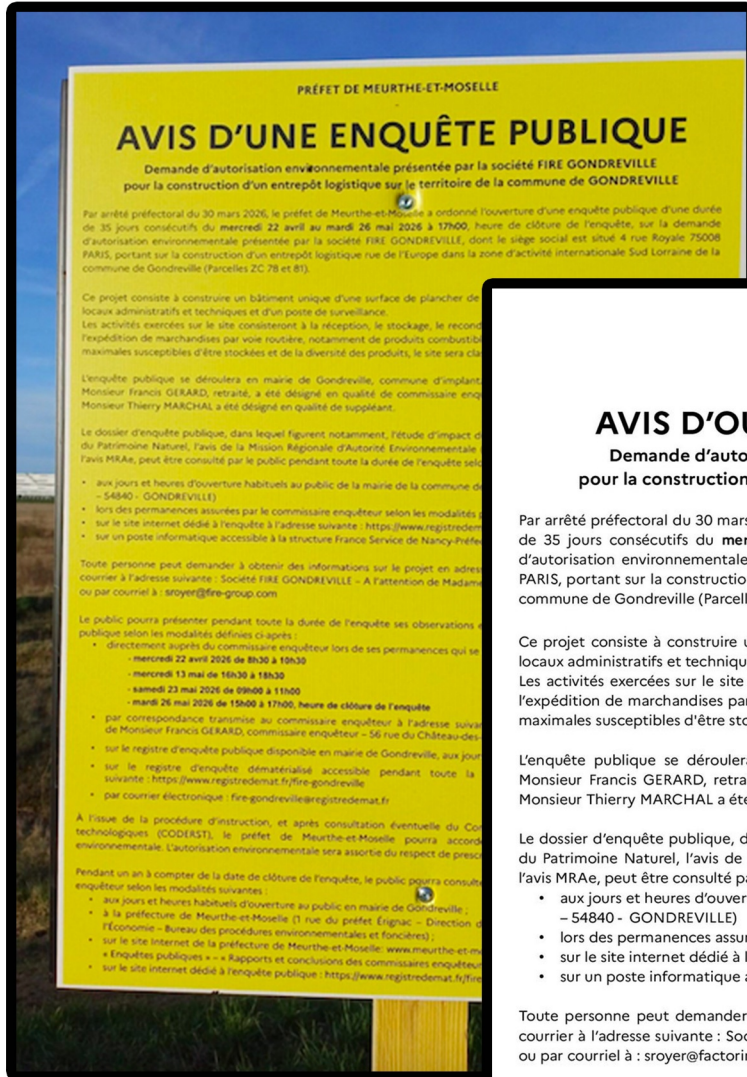 PRÉFET DE MEURTHE-ET-MOSELLE
AVIS D'UNE ENQUÊTE PUBLIQUE
Demande d'autorisation environnementale présentée par la société FIRE GONDREVILLE
pour la construction d'un entrepôt logistique sur le territoire de la commune de GONDREVILLE
Par arrêté préfectoral du 30 mars 2026, le préfet de Meurthe-et-Moselle a ordonné l'ouverture d'une enquête publique d'une durée
de 35 jours consécutifs du mercredi 22 avril au mardi 26 mai 2026 à 17h00, heure de clôture de l'enquête, sur la demande
d'autorisation environnementale présentée par la société FIRE GONDREVILLE, dont le siège social est situé 4 rue Royale 75008
PARIS, portant sur la construction d'un entrepôt logistique rue de l'Europe dans la zone d'activité internationale Sud Lorraine de la
commune de Gondreville (Parcelles ZC 78 et 81).
Ce projet consiste à construire un bâtiment unique d'une surface de plancher de
locaux administratifs et techniques et d'un poste de surveillance.
Les activités exercées sur le site consisteront à la réception, le stockage, le recond
l'expédition de marchandises par voie routière, notamment de produits combustibl
maximales susceptibles d'être stockées et de la diversité des produits, le site sera cla
L'enquête publique se déroulera en mairie de Gondreville, commune d'implant
Monsieur Francis GERARD, retraité, a été désigné en qualité de commissaire enq
Monsieur Thierry MARCHAL a été désigné en qualité de suppléant.
Le dossier d'enquête publique, dans lequel figurent notamment, l'étude d'impact d
du Patrimoine Naturel, l'avis de la Mission Régionale d'Autorité Environnementale
l'avis MRAe, peut être consulté par le public pendant toute la durée de l'enquête selo
• aux jours et heures d'ouverture habituels au public de la mairie de la commune de
– 54840 - GONDREVILLE)
• lors des permanences assurées par le commissaire enquêteur selon les modalités
• sur le site internet dédié à l'enquête à l'adresse suivante : https://www.registredem
• sur un poste informatique accessible à la structure France Service de Nancy-Préfe
Toute personne peut demander à obtenir des informations sur le projet en adress
courrier à l'adresse suivante : Société FIRE GONDREVILLE – A l'attention de Madame
ou par courriel à : sroyer@fire-group.com
Le public pourra présenter pendant toute la durée de l'enquête ses observations e
publique selon les modalités définies ci-après :
• directement auprès du commissaire enquêteur lors de ses permanences qui se
- mercredi 22 avril 2026 de 8h30 à 10h30
- mercredi 13 mai de 16h30 à 18h30
- samedi 23 mai 2026 de 09h00 à 11h00
- mardi 26 mai 2026 de 15h00 à 17h00, heure de clôture de l'enquête
• par correspondance transmise au commissaire enquêteur à l'adresse suivan
de Monsieur Francis GERARD, commissaire enquêteur – 56 rue du Château-des-
• sur le registre d'enquête publique disponible en mairie de Gondreville, aux jour
• sur le registre d'enquête dématérialisé accessible pendant toute la
suivante : https://www.registredemat.fr/fire-gondreville
• par courrier électronique : fire-gondreville@registredemat.fr
À l'issue de la procédure d'instruction, et après consultation éventuelle du Con
technologiques (CODERST), le préfet de Meurthe-et-Moselle pourra accord
environnementale. L'autorisation environnementale sera assortie du respect de prescr
Pendant un an à compter de la date de clôture de l'enquête, le public pourra consulte
enquêteur selon les modalités suivantes :
• aux jours et heures habituels d'ouverture au public en mairie de Gondreville ;
• à la préfecture de Meurthe-et-Moselle (1 rue du préfet Érignac – Direction d
l'Économie – Bureau des procédures environnementales et foncières) ;
• sur le site Internet de la préfecture de Meurthe-et-Moselle: www.meurthe-et-m
« Enquêtes publiques » – « Rapports et conclusions des commissaires enquêteur
• sur le site internet dédié à l'enquête publique : https://www.registredemat.fr/fire
AVIS D'OU
Demande d'auto
pour la construction
Par arrêté préfectoral du 30 mars
de 35 jours consécutifs du mer
d'autorisation environnementale
PARIS, portant sur la constructio
commune de Gondreville (Parcell
Ce projet consiste à construire u
locaux administratifs et techniqu
Les activités exercées sur le site
l'expédition de marchandises par
maximales susceptibles d'être sto
L'enquête publique se déroulera
Monsieur Francis GERARD, retra
Monsieur Thierry MARCHAL a été
Le dossier d'enquête publique, d
du Patrimoine Naturel, l'avis de
l'avis MRAe, peut être consulté pa
• aux jours et heures d'ouver
– 54840 - GONDREVILLE)
• lors des permanences assur
• sur le site internet dédié à l
• sur un poste informatique a
Toute personne peut demander
courrier à l'adresse suivante : Soc
ou par courriel à : sroyer@factorin